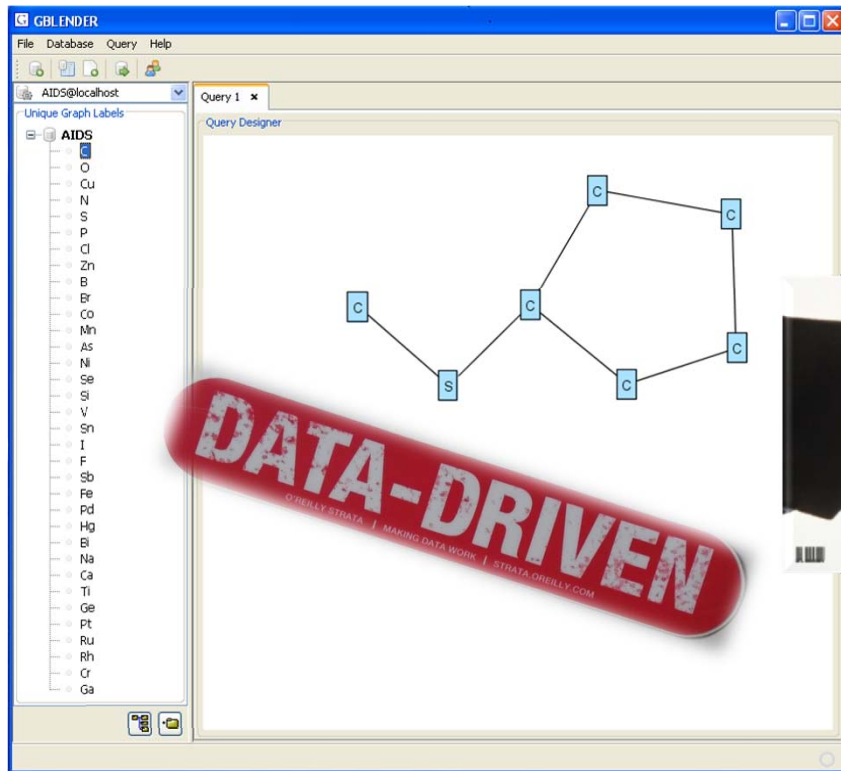 GBLENDER
File Database Query Help
AIDS@localhost
Query 1
Unique Graph Labels
Query Designer
AIDS
C
O
Cu
N
S
P
Cl
Zn
B
Br
Co
Mn
As
Ni
Se
Si
V
Sn
I
F
Sb
Fe
Pd
Hg
Bi
Na
Ca
Ti
Ge
Pt
Ru
Rh
Cr
Ga
C
C
C
C
C
C
S
DATA-DRIVEN
O'REILLY STRATA | MAKING DATA WORK | STRATA.OREILLY.COM